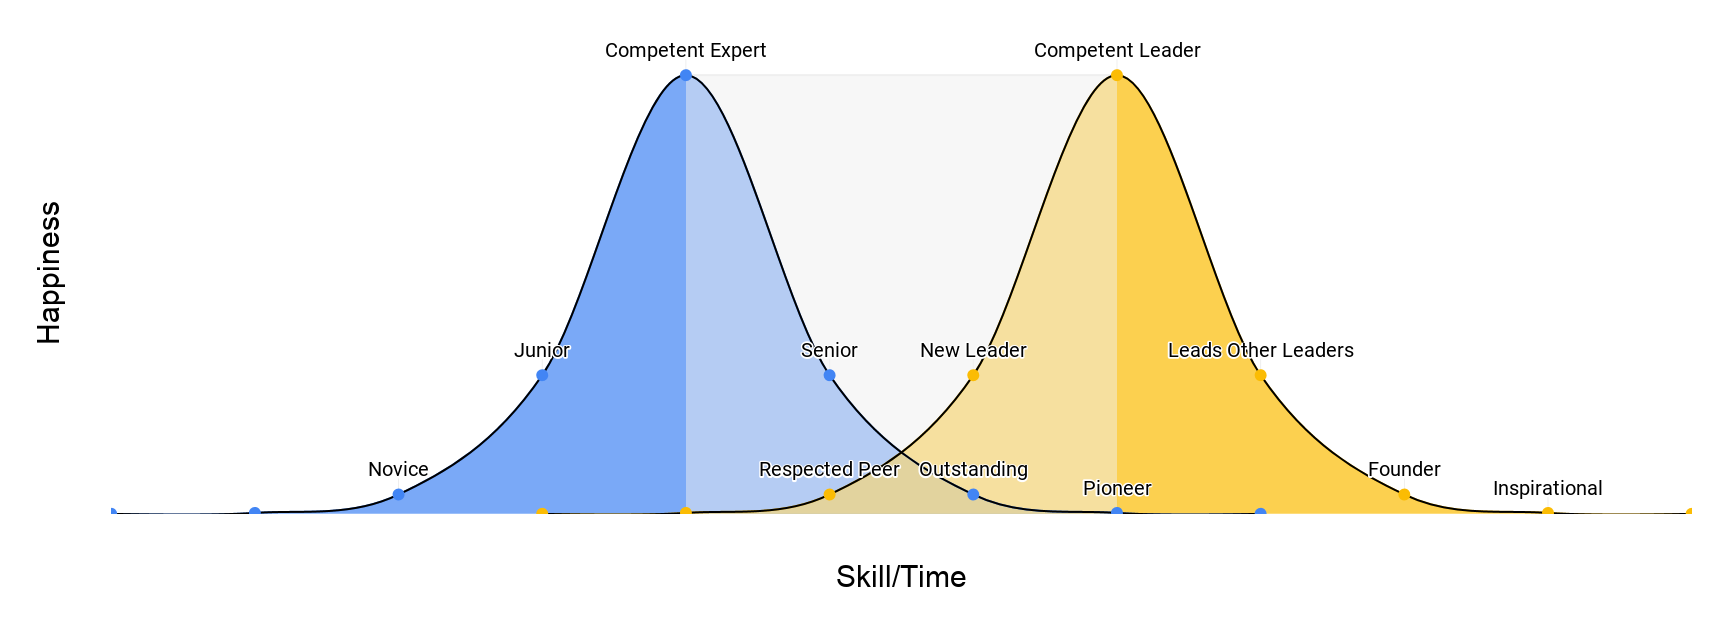 Competent Expert
Competent Leader
Happiness
Junior
Senior
New Leader
Leads Other Leaders
Novice
Respected Peer
Outstanding
Founder
Pioneer
Inspirational
Skill/Time